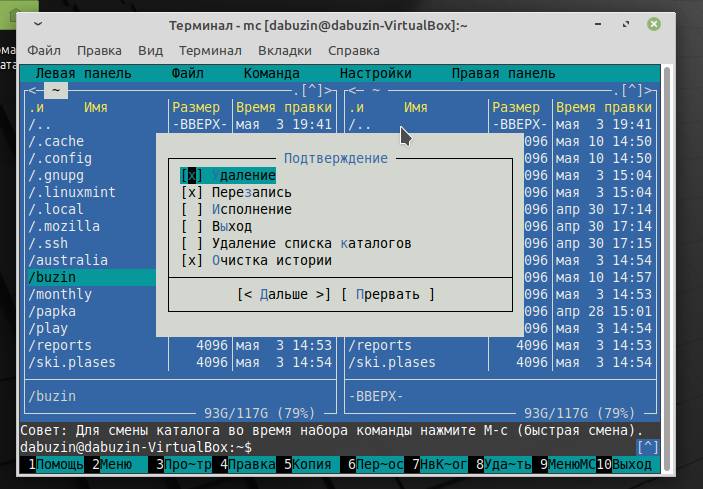 Терминал - mc [dabuzin@dabuzin-VirtualBox]:~
Файл Правка Вид Терминал Вкладки Справка
Левая панель Файл Команда Настройки Правая панель
<─ ~ .[^]> <─ ~ .[^]>
.и Имя Размер Время правки .и Имя Размер Время правки
/.. -ВВЕРХ- мая 3 19:41 /.. -ВВЕРХ- мая 3 19:41
/.cache 096 мая 10 14:50
/.config Подтверждение 096 мая 10 14:50
/.gnupg [x] Удаление 096 мая 3 15:04
/.linuxmint [x] Перезапись 096 мая 3 15:04
/.local [ ] Исполнение 096 апр 30 17:14
/.mozilla [ ] Выход 096 апр 30 17:14
/.ssh [ ] Удаление списка каталогов 096 апр 30 17:15
/australia [x] Очистка истории 096 мая 3 14:54
/buzin 096 мая 10 14:57
/monthly [< Дальше >] [ Прервать ] 096 мая 3 14:53
/papka 096 апр 28 15:01
/play 096 мая 3 14:54
/reports 4096 мая 3 14:53 /reports 4096 мая 3 14:53
/ski.plases 4096 мая 3 14:54 /ski.plases 4096 мая 3 14:54
/buzin -ВВЕРХ-
93G/117G (79%) 93G/117G (79%)
Совет: Для смены каталога во время набора команды нажмите M-c (быстрая смена).
dabuzin@dabuzin-VirtualBox:~$ [^]
1Помощь 2Меню 3Про~тр 4Правка 5Копия 6Пер~ос 7НвК~ог 8Уда~ть 9МенюМС 10Выход